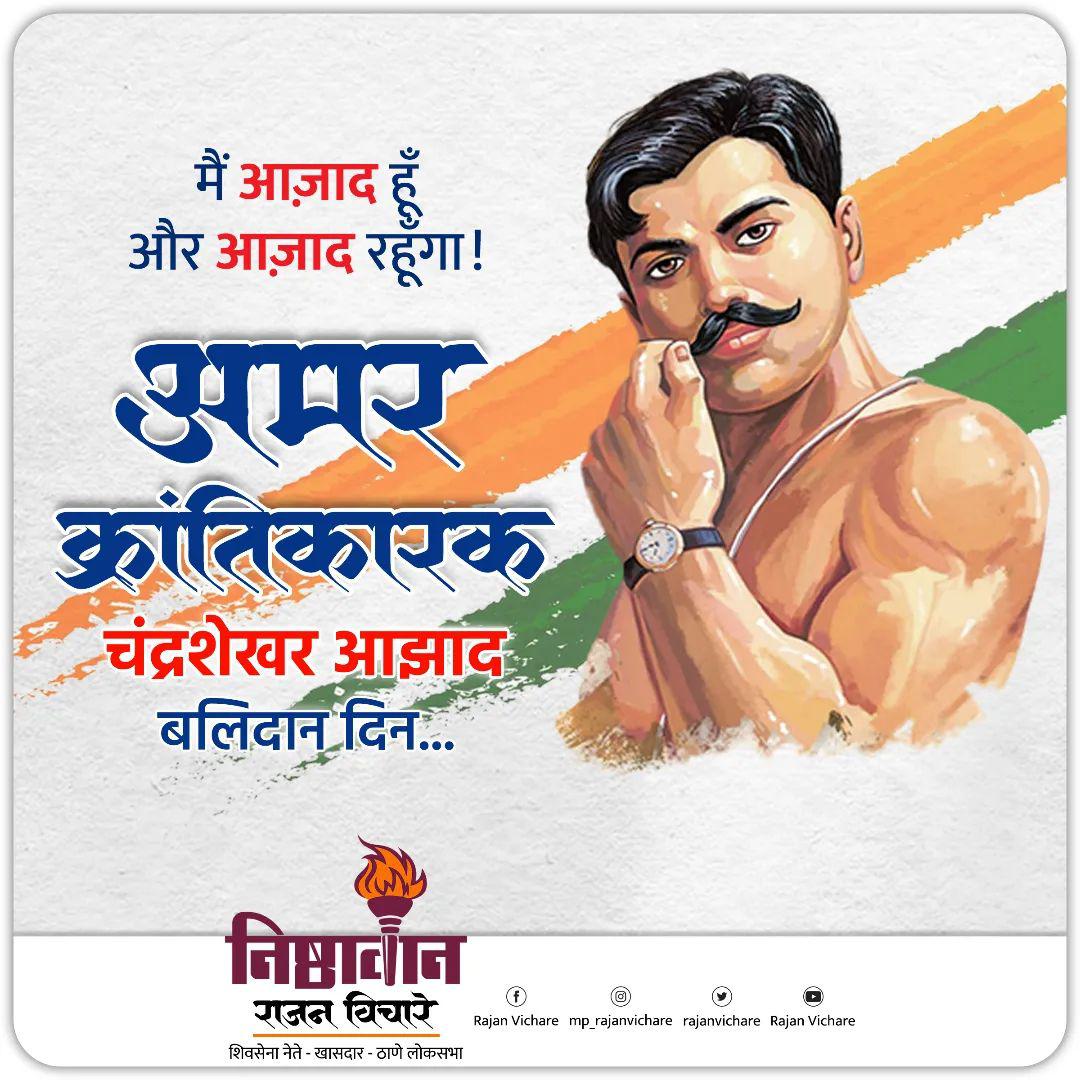 मैं आज़ाद हूँ
और आज़ाद रहूँगा!
अमर
क्रांतिकारक
चंद्रशेखर आझाद
बलिदान दिन...
निष्ठावान
राजन विचारे
शिवसेना नेते - खासदार - ठाणे लोकसभा
Rajan Vichare mp_rajanvichare rajanvichare Rajan Vichare